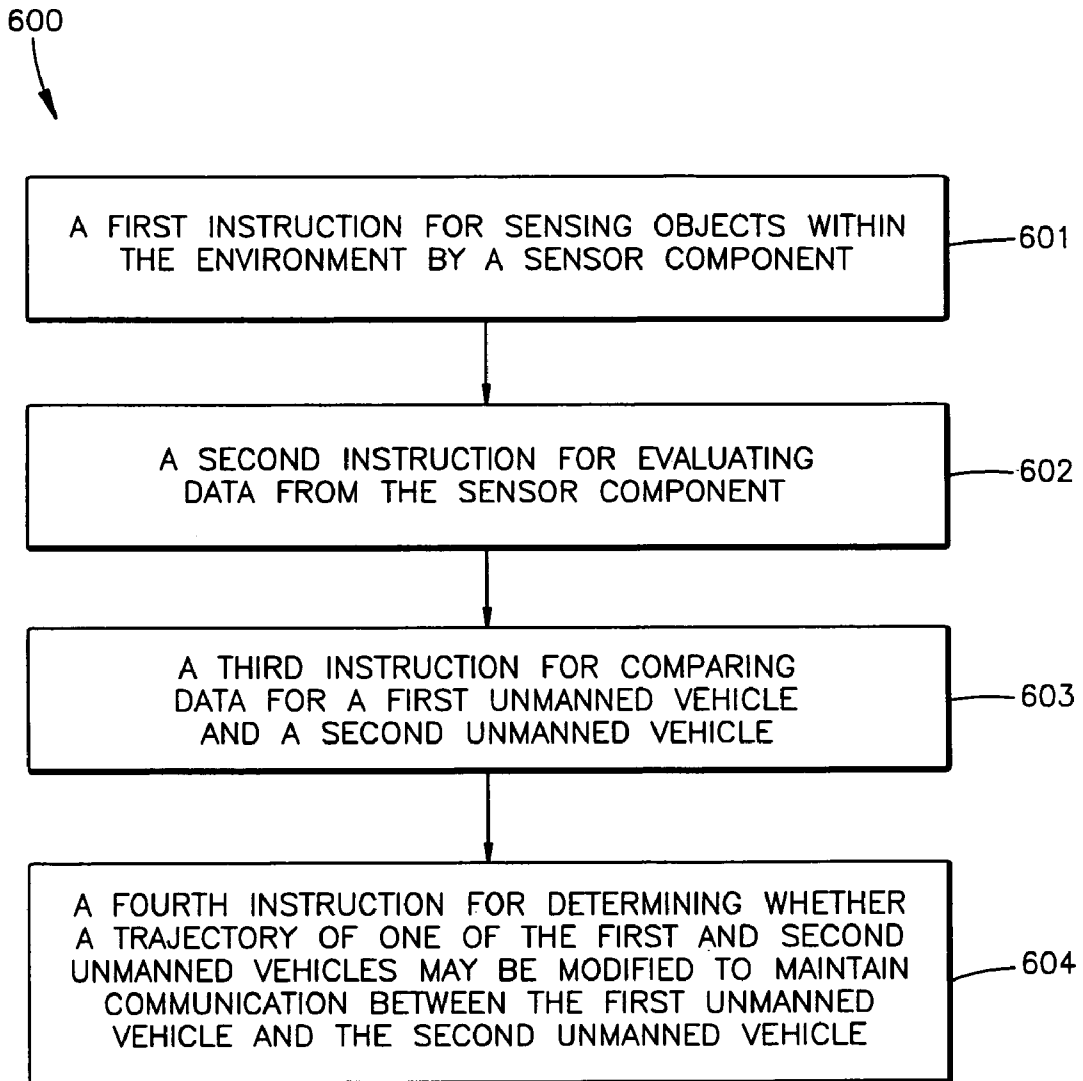 600
A FIRST INSTRUCTION FOR SENSING OBJECTS WITHIN
THE ENVIRONMENT BY A SENSOR COMPONENT
601
A SECOND INSTRUCTION FOR EVALUATING
DATA FROM THE SENSOR COMPONENT
602
A THIRD INSTRUCTION FOR COMPARING
DATA FOR A FIRST UNMANNED VEHICLE
AND A SECOND UNMANNED VEHICLE
603
A FOURTH INSTRUCTION FOR DETERMINING WHETHER
A TRAJECTORY OF ONE OF THE FIRST AND SECOND
UNMANNED VEHICLES MAY BE MODIFIED TO MAINTAIN
COMMUNICATION BETWEEN THE FIRST UNMANNED
VEHICLE AND THE SECOND UNMANNED VEHICLE
604